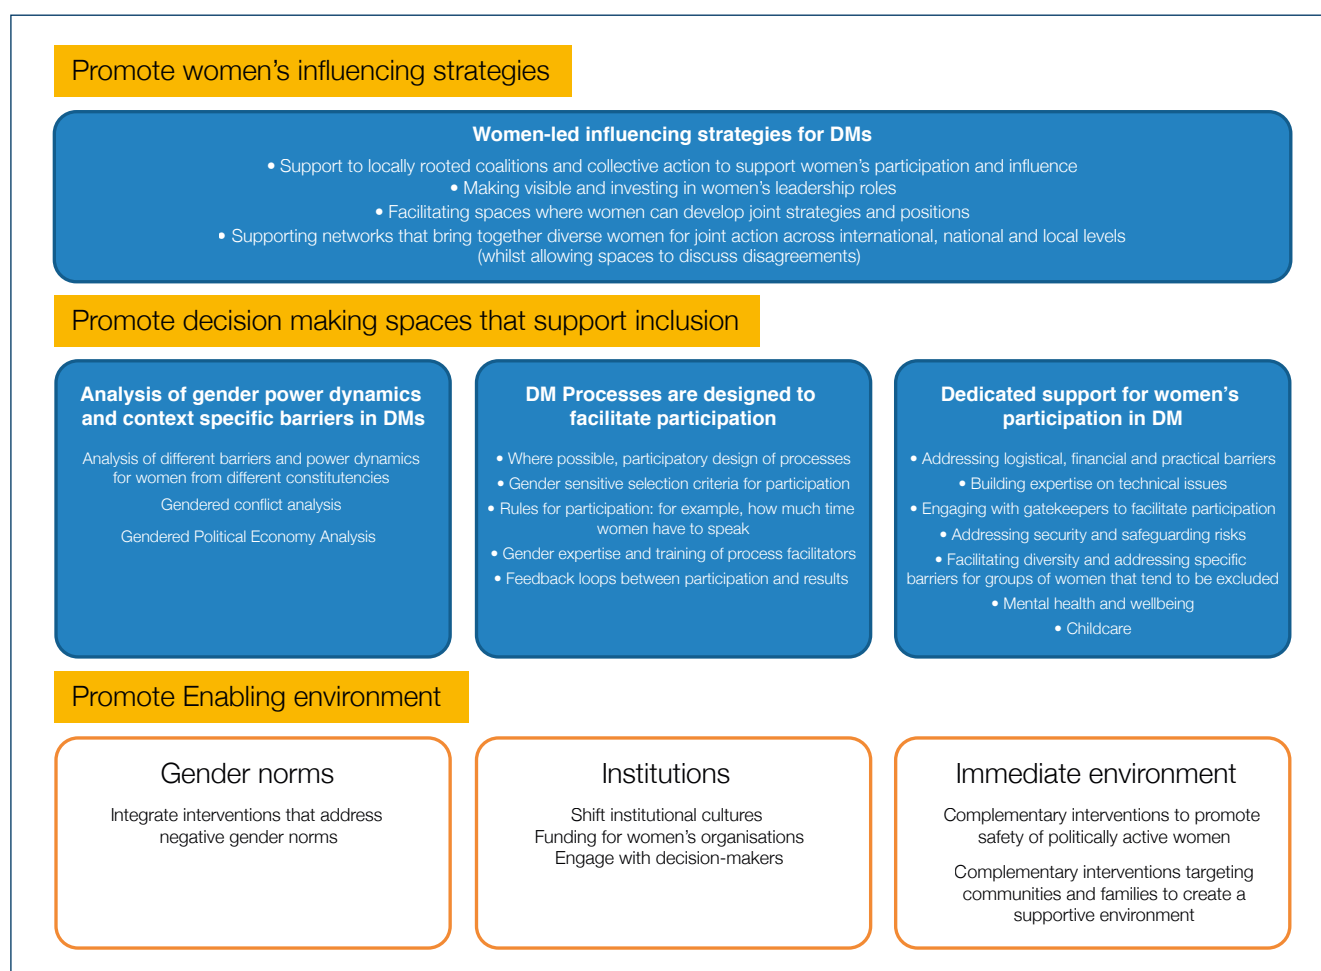 Promote women’s influencing strategies
Women-led influencing strategies for DMs
• Support to locally rooted coalitions and collective action to support women’s participation and influence
• Making visible and investing in women’s leadership roles
• Facilitating spaces where women can develop joint strategies and positions
• Supporting networks that bring together diverse women for joint action across international, national and local levels
(whilst allowing spaces to discuss disagreements)
Promote decision making spaces that support inclusion
Analysis of gender power dynamics
and context specific barriers in DMs
Analysis of different barriers and power dynamics
for women from different constitutencies
Gendered conflict analysis
Gendered Political Economy Analysis
DM Processes are designed to
facilitate participation
• Where possible, participatory design of processes
• Gender sensitive selection criteria for participation
• Rules for participation: for example, how much time
women have to speak
• Gender expertise and training of process facilitators
• Feedback loops between participation and results
Dedicated support for women’s
participation in DM
• Addressing logistical, financial and practical barriers
• Building expertise on technical issues
• Engaging with gatekeepers to facilitate participation
• Addressing security and safeguarding risks
• Facilitating diversity and addressing specific
barriers for groups of women that tend to be excluded
• Mental health and wellbeing
• Childcare
Promote Enabling environment
Gender norms
Integrate interventions that address
negative gender norms
Institutions
Shift institutional cultures
Funding for women’s organisations
Engage with decision-makers
Immediate environment
Complementary interventions to promote
safety of politically active women
Complementary interventions targeting
communities and families to create a
supportive environment